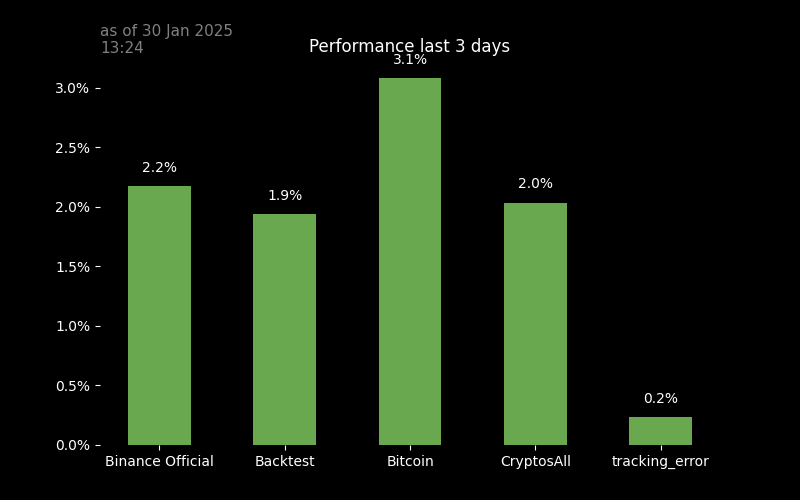 as of 30 Jan 2025
13:24
Performance last 3 days
3.1%
3.0%
2.5%
2.2%
2.0%
1.9%
2.0%
1.5%
1.0%
0.5%
0.2%
0.0%
Binance Official
Backtest
Bitcoin
CryptosAll
tracking_error